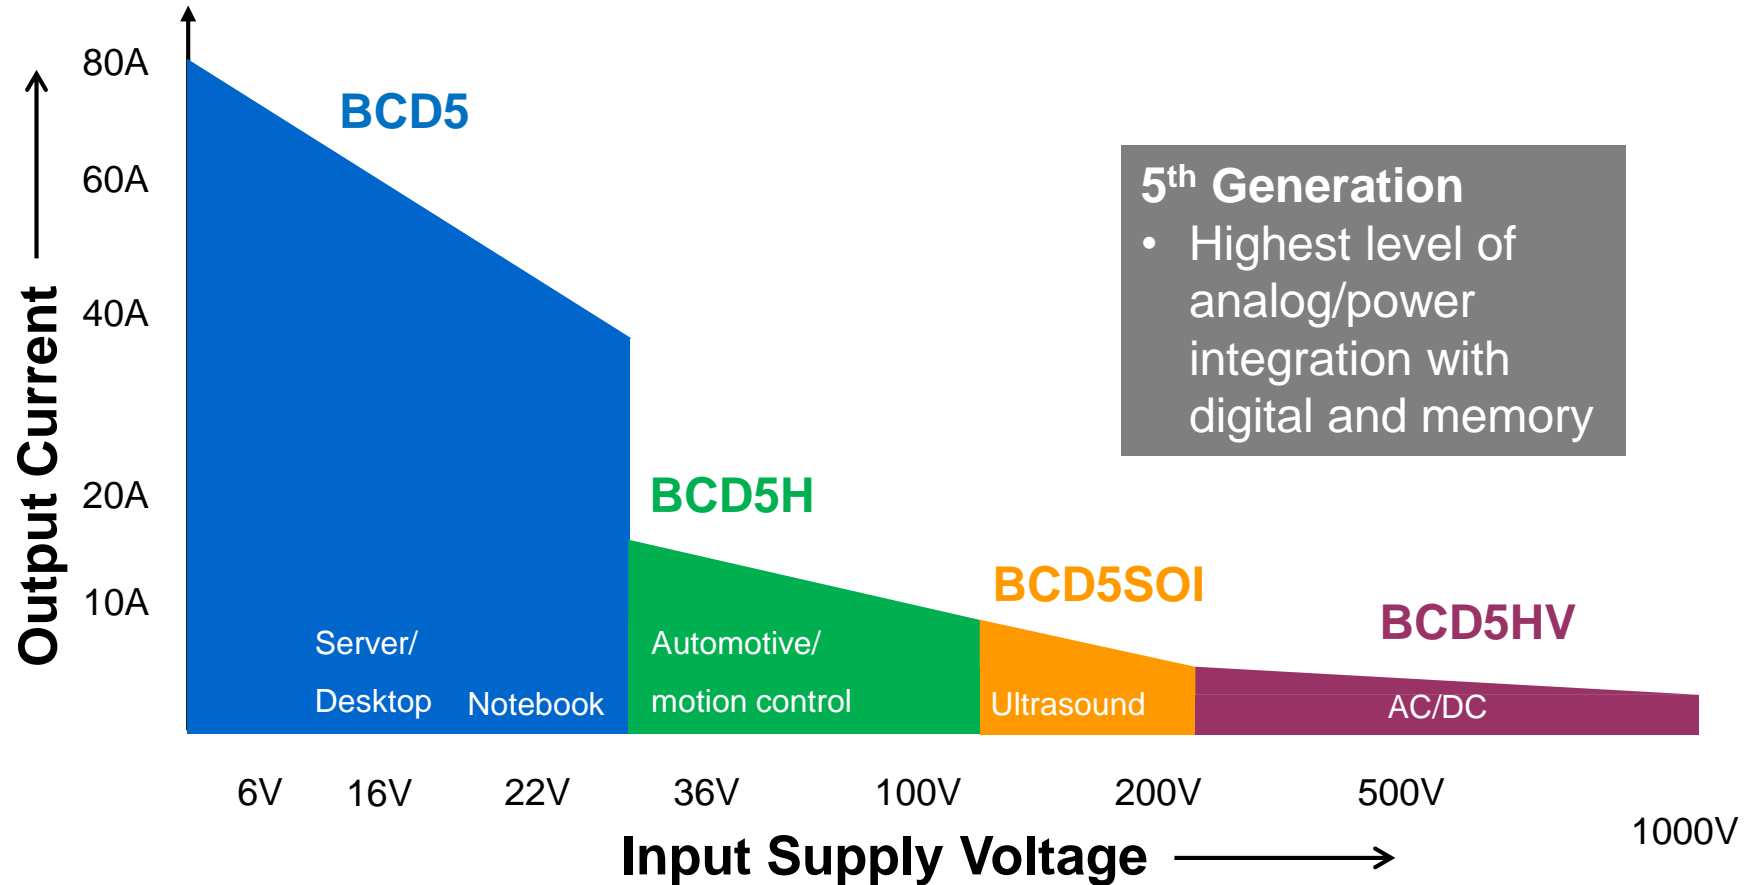 80A
BCD5
60A
5th Generation
• Highest level of
analog/power
integration with
digital and memory
40A
Output Current
20A
BCD5H
10A
BCD5SOI
BCD5HV
Server/
Desktop
Notebook
Automotive/
motion control
Ultrasound
AC/DC
6V 16V 22V 36V 100V 200V 500V
1000V
Input Supply Voltage